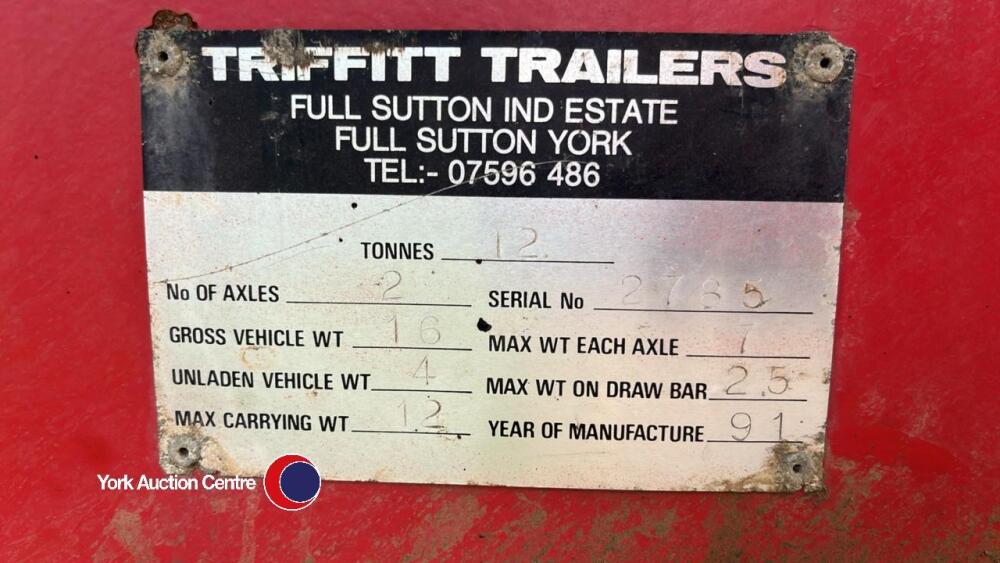 TRIFFITT TRAILERS
FULL SUTTON IND ESTATE
FULL SUTTON YORK
TEL:- 07596 486
TONNES 12
No OF AXLES 2
SERIAL No 2785
GROSS VEHICLE WT 16
MAX WT EACH AXLE 7
UNLADEN VEHICLE WT 4
MAX WT ON DRAW BAR 2.5
MAX CARRYING WT 12
YEAR OF MANUFACTURE 91
York Auction Centre